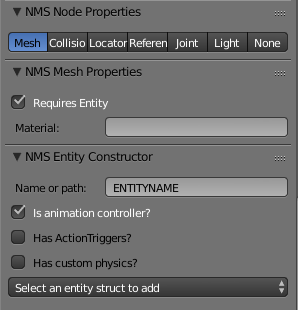 NMS Node Properties
Mesh Collisio Locator Referen Joint Light None
NMS Mesh Properties
Requires Entity
Material:
NMS Entity Constructor
Name or path: ENTITYNAME
Is animation controller?
Has ActionTriggers?
Has custom physics?
Select an entity struct to add